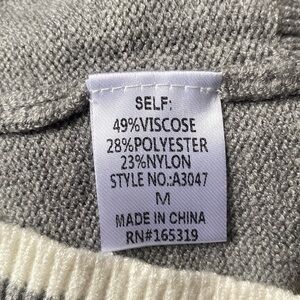 SELF:
49%VISCOSE
28%POLYESTER
23%NYLON
STYLE NO.:A3047
M
MADE IN CHINA
RN#165319